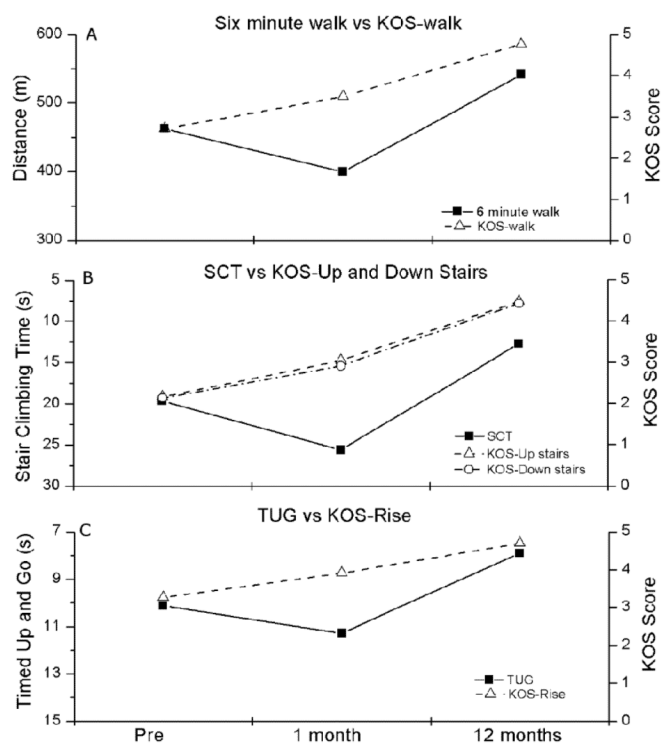 Six minute walk vs KOS-walk
A
600
500
400
300
Distance (m)
5
4
3
2
1
0
KOS Score
6 minute walk
KOS-walk
SCT vs KOS-Up and Down Stairs
B
5
10
15
20
25
30
Stair Climbing Time (s)
5
4
3
2
1
0
KOS Score
SCT
KOS-Up stairs
KOS-Down stairs
TUG vs KOS-Rise
C
7
9
11
13
15
Timed Up and Go (s)
5
4
3
2
1
0
KOS Score
TUG
KOS-Rise
Pre 1 month 12 months